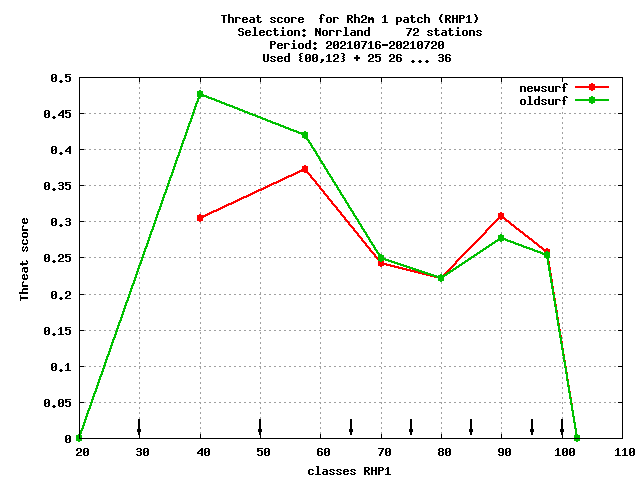 Threat score  for Rh2m 1 patch (RHP1)
Selection: Norrland     72 stations
Period: 20210716-20210720
Used {00,12} + 25 26 ... 36
newsurf
oldsurf
0.5
0.45
0.4
0.35
0.3
0.25
0.2
0.15
0.1
0.05
0
Threat score
20 30 40 50 60 70 80 90 100 110
classes RHP1